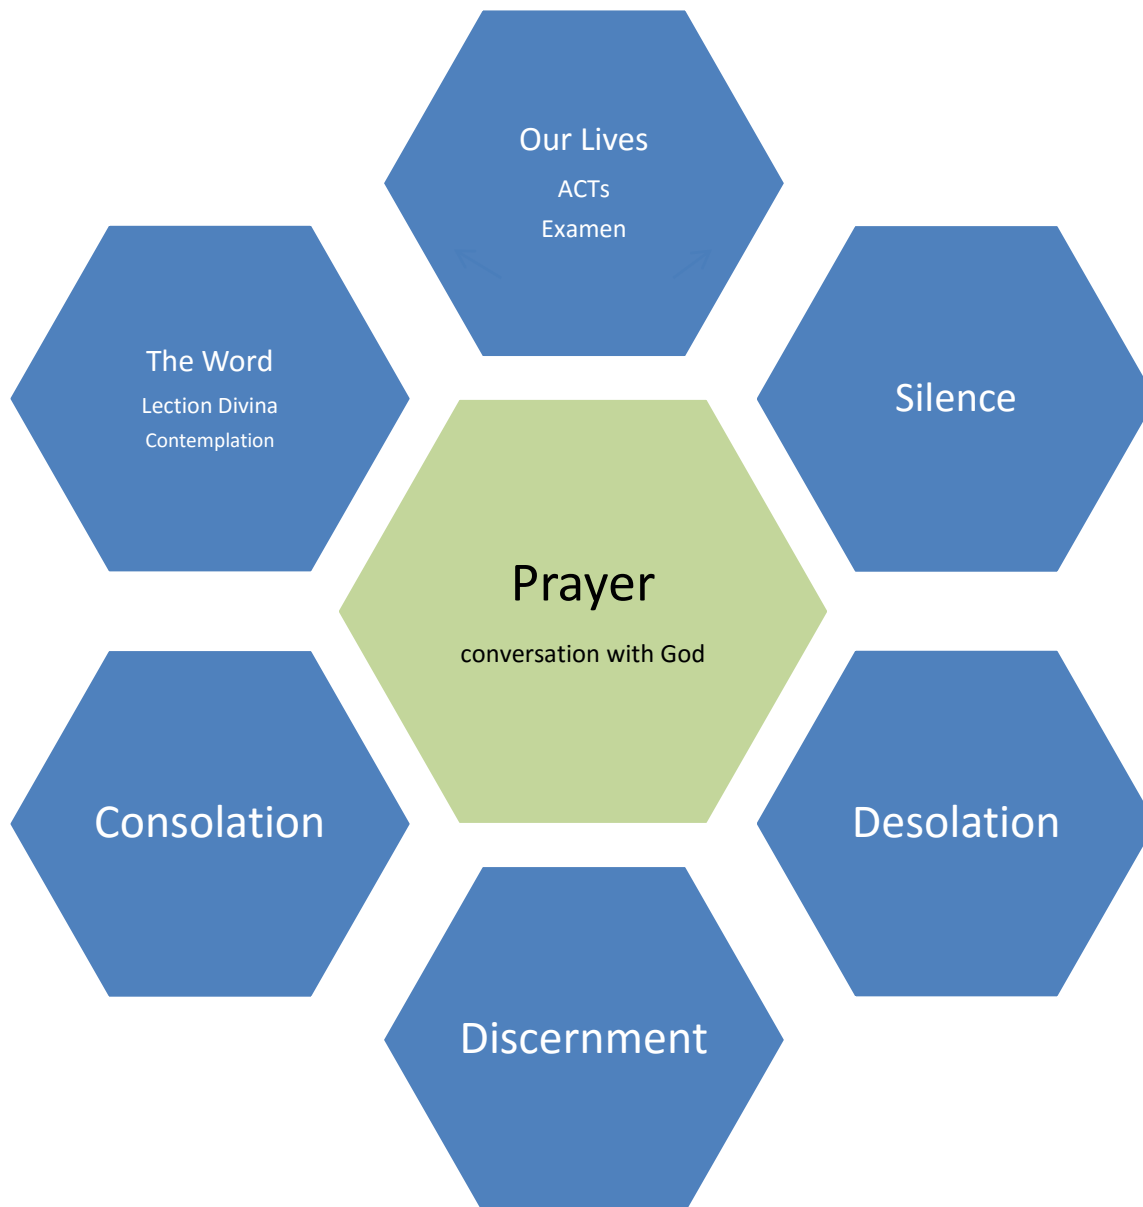 Our Lives
ACTs
Examen
The Word
Lection Divina
Contemplation
Silence
Prayer
conversation with God
Consolation
Desolation
Discernment